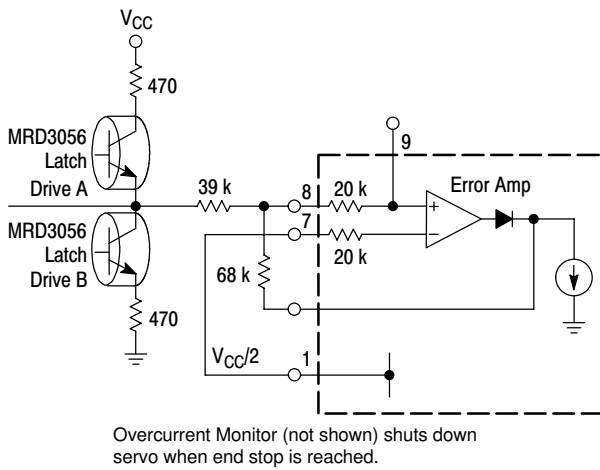 VCC
470
MRD3056
Latch
Drive A
MRD3056
Latch
Drive B
470
39 k
68 k
8
7
20 k
20 k
9
Error Amp
+
−
VCC/2
1
Overcurrent Monitor (not shown) shuts down
servo when end stop is reached.